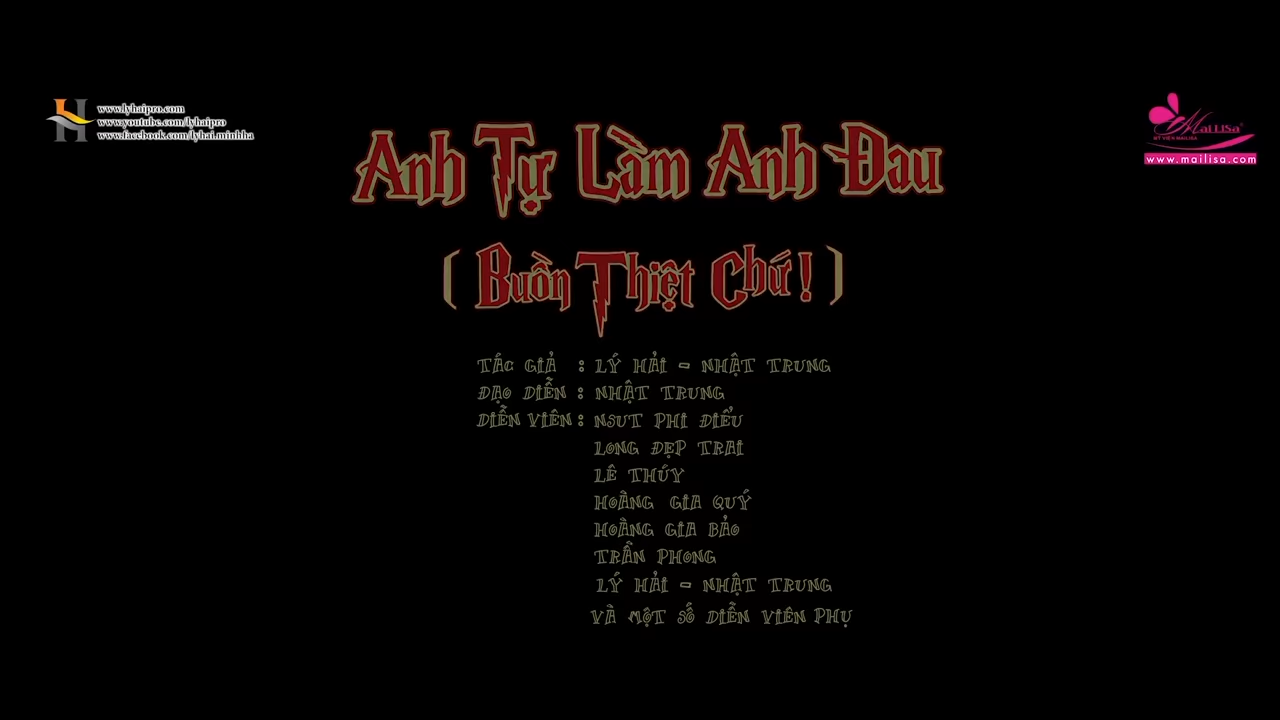 www.lyhaipro.com
www.youtube.com/lyhaipro
www.facebook.com/lyhai.minhha
MaiLisa®
MỸ VIỆN MAILISA
www.mailisa.com
Anh Tự Làm Anh Đau
( Buồn Thiệt Chứ ! )
TÁC GIẢ : LÝ HẢI - NHẬT TRUNG
ĐẠO DIỄN : NHẬT TRUNG
DIỄN VIÊN : NSUT PHI ĐIỂU
LONG ĐẸP TRAI
LÊ THÚY
HOÀNG GIA QUÝ
HOÀNG GIA BẢO
TRẦN PHONG
LÝ HẢI - NHẬT TRUNG
VÀ MỘT SỐ DIỄN VIÊN PHỤ